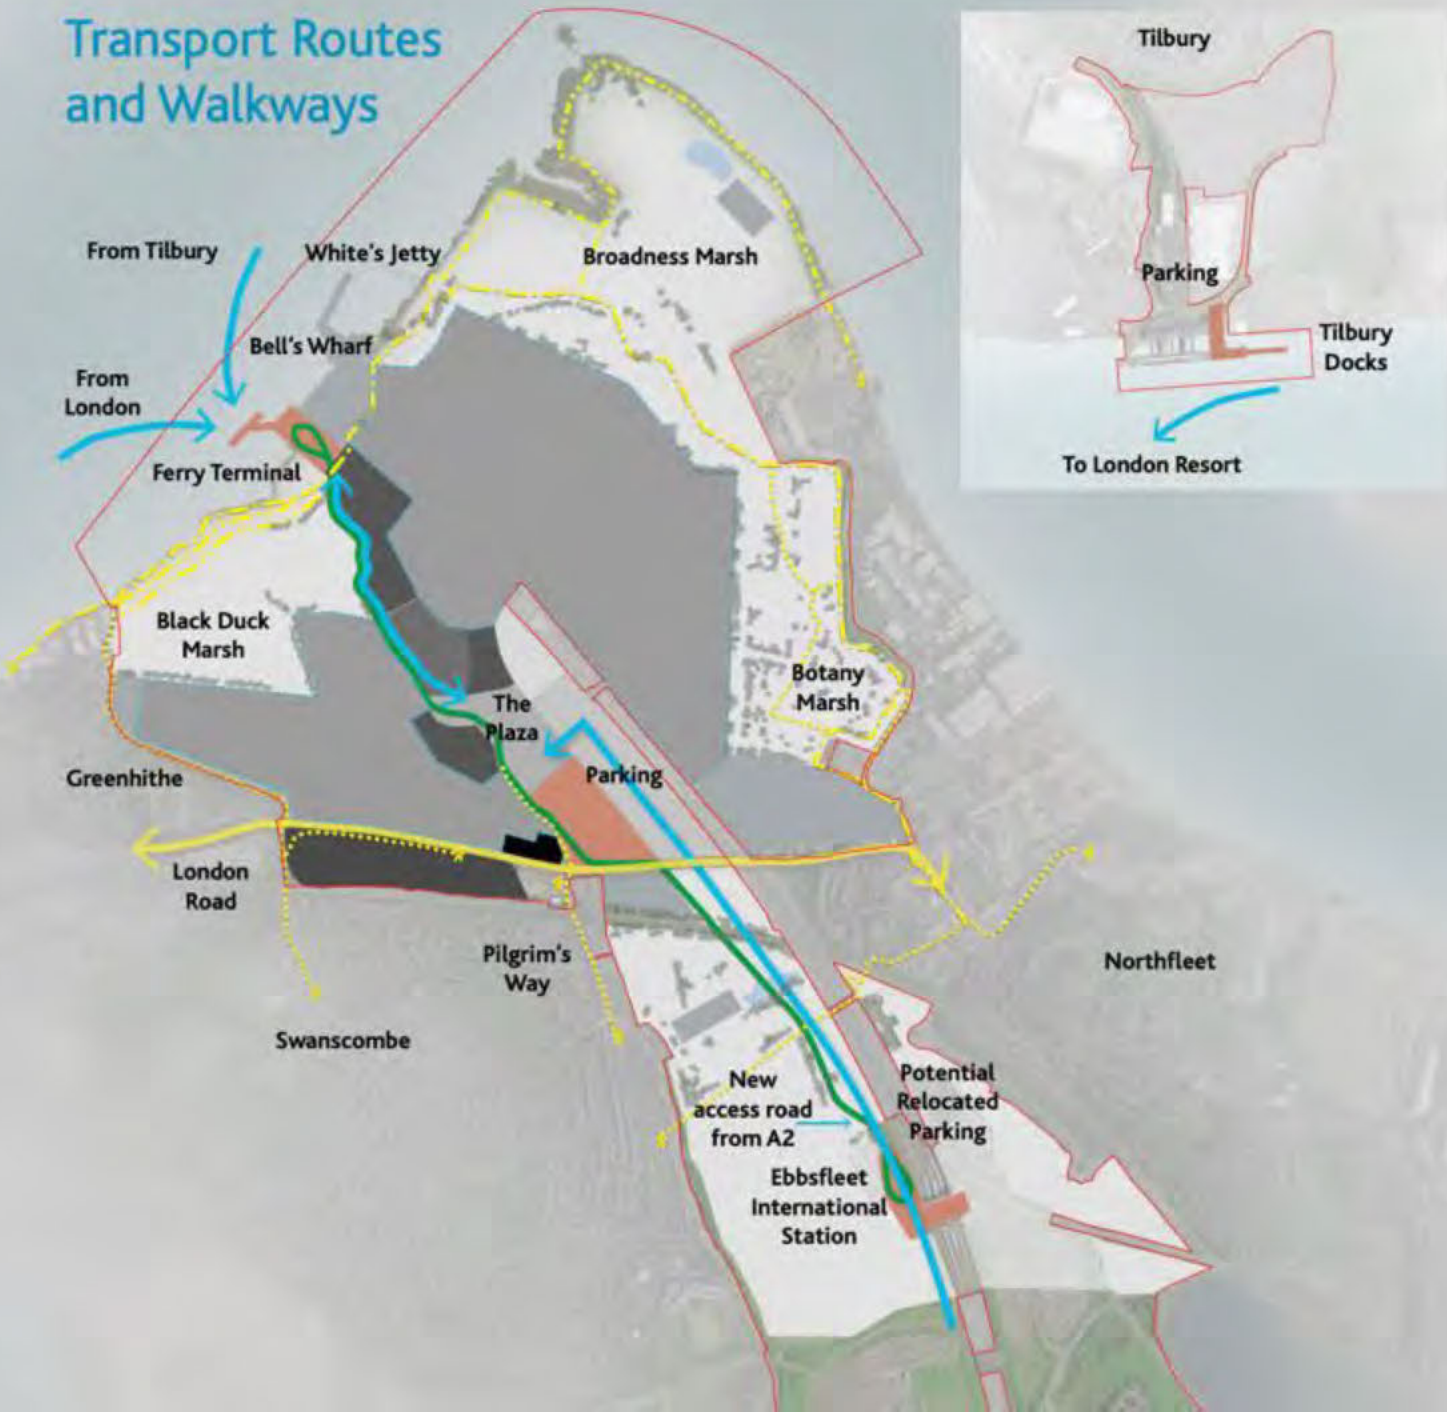 Transport Routes
and Walkways
Tilbury
From Tilbury
White's Jetty
Broadness Marsh
Parking
Bell's Wharf
Tilbury
Docks
From
London
To London Resort
Ferry Terminal
Black Duck
Marsh
Botany
Marsh
The
Plaza
Greenhithe
Parking
London
Road
Pilgrim's
Way
Northfleet
Swanscombe
New
access road
from A2
Potential
Relocated
Parking
Ebbsfleet
International
Station